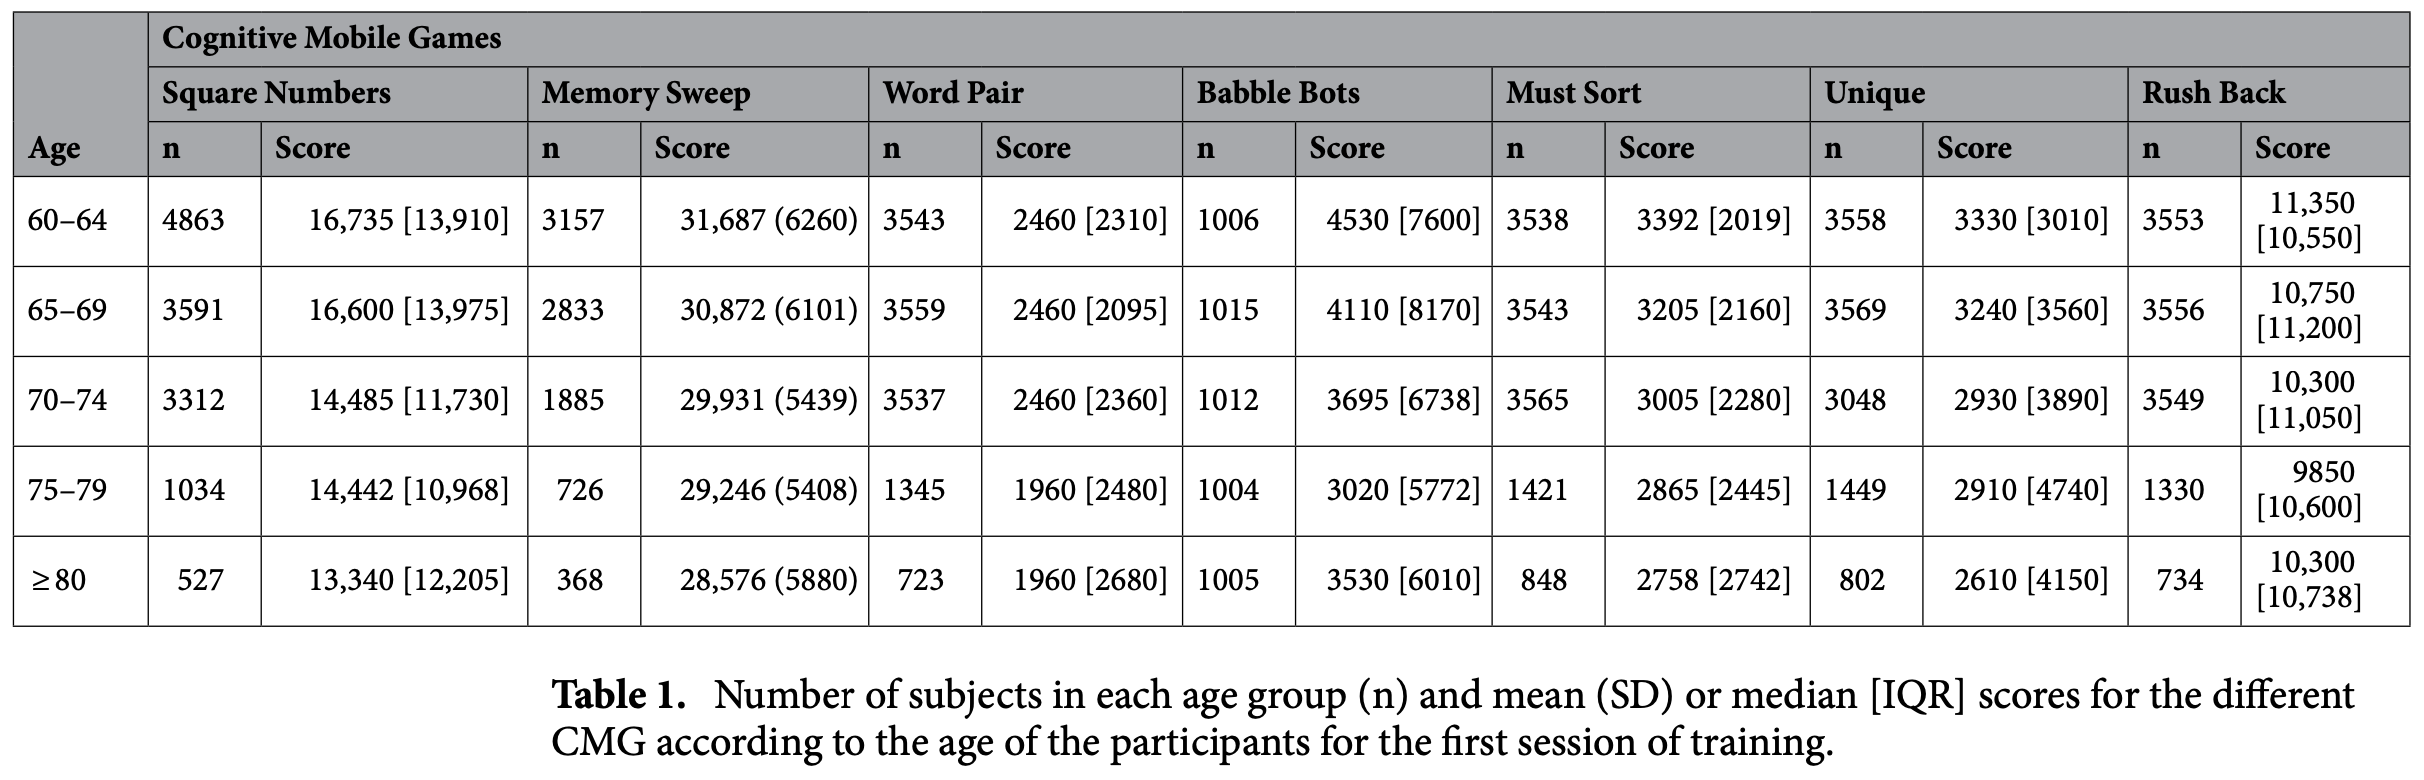 Cognitive Mobile Games
Square Numbers Memory Sweep Word Pair Babble Bots Must Sort Unique Rush Back
Age n Score n Score n Score n Score n Score n Score n Score
60–64 4863 16,735 [13,910] 3157 31,687 (6260) 3543 2460 [2310] 1006 4530 [7600] 3538 3392 [2019] 3558 3330 [3010] 3553 11,350 [10,550]
65–69 3591 16,600 [13,975] 2833 30,872 (6101) 3559 2460 [2095] 1015 4110 [8170] 3543 3205 [2160] 3569 3240 [3560] 3556 10,750 [11,200]
70–74 3312 14,485 [11,730] 1885 29,931 (5439) 3537 2460 [2360] 1012 3695 [6738] 3565 3005 [2280] 3048 2930 [3890] 3549 10,300 [11,050]
75–79 1034 14,442 [10,968] 726 29,246 (5408) 1345 1960 [2480] 1004 3020 [5772] 1421 2865 [2445] 1449 2910 [4740] 1330 9850 [10,600]
≥80 527 13,340 [12,205] 368 28,576 (5880) 723 1960 [2680] 1005 3530 [6010] 848 2758 [2742] 802 2610 [4150] 734 10,300 [10,738]
Table 1. Number of subjects in each age group (n) and mean (SD) or median [IQR] scores for the different
CMG according to the age of the participants for the first session of training.